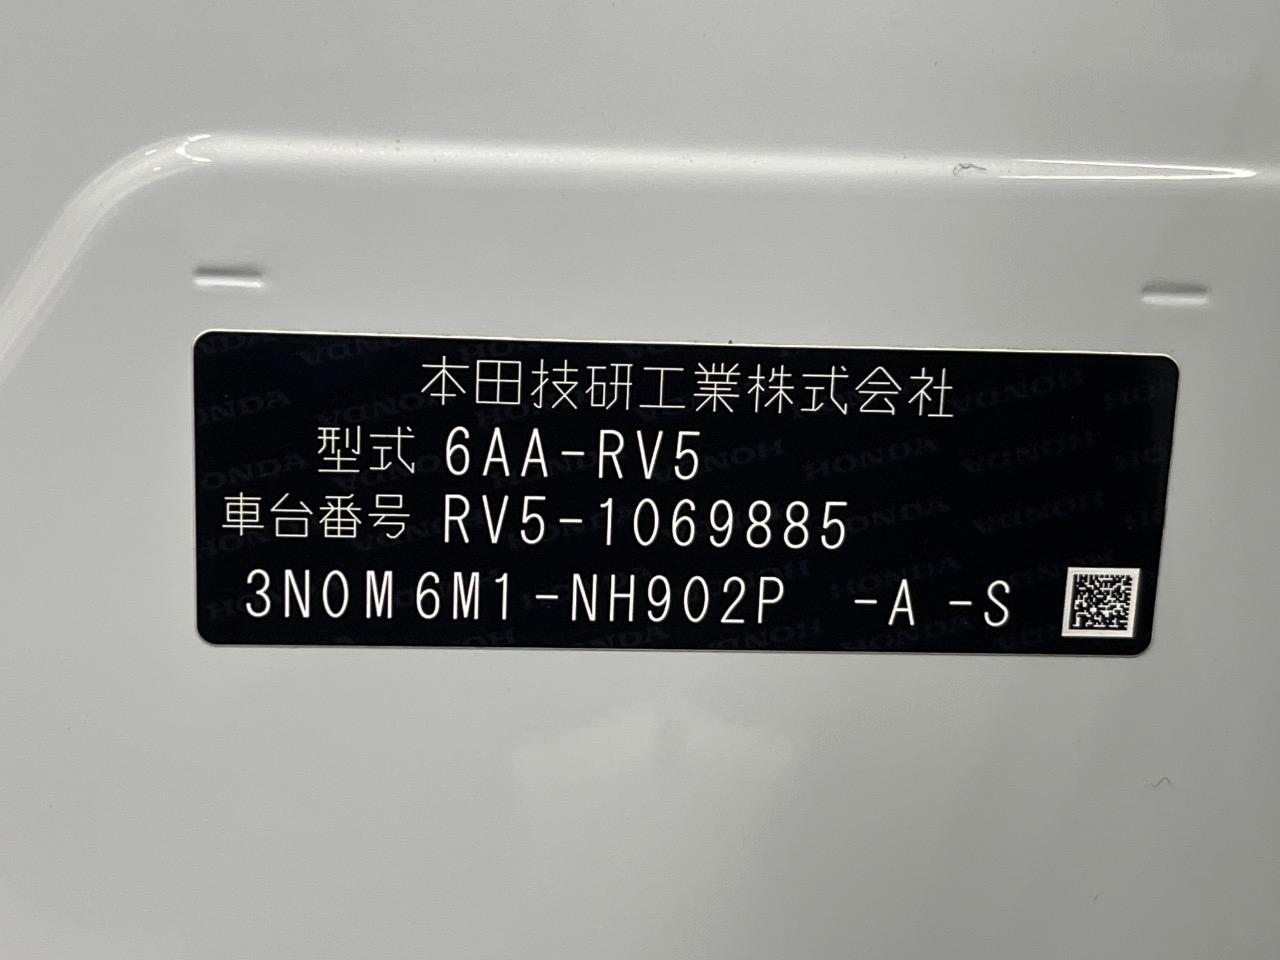 本田技研工業株式会社
型式 6AA-RV5
車台番号 RV5-1069885
3N0M6M1-NH902P -A -S